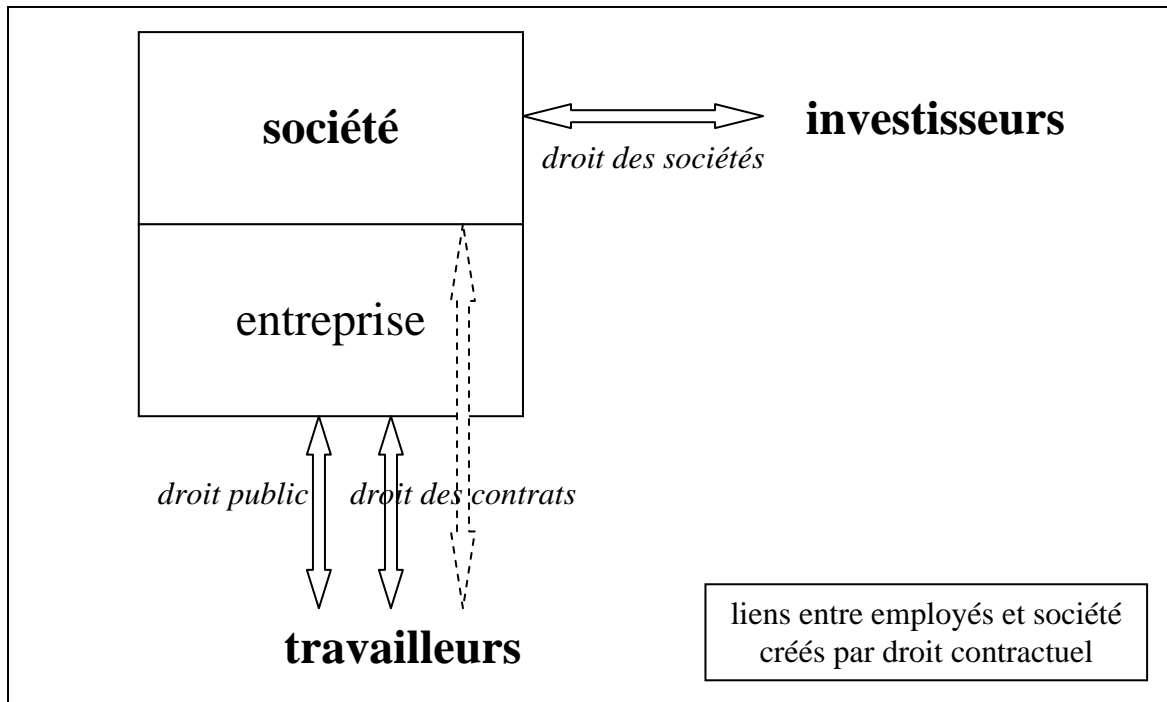 société
investisseurs
droit des sociétés
entreprise
droit public
droit des contrats
travailleurs
liens entre employés et société
créés par droit contractuel